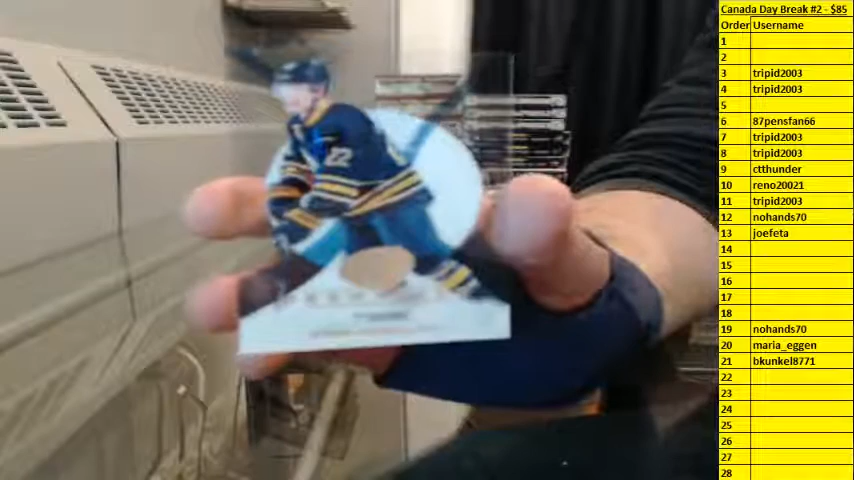 Canada Day Break #2 - $85
Order Username
1
2
3 tripid2003
4 tripid2003
5
6 87pensfan66
7 tripid2003
8 tripid2003
9 ctthunder
10 reno20021
11 tripid2003
12 nohands70
13 joefeta
14
15
16
17
18
19 nohands70
20 maria_eggen
21 bkunkel8771
22
23
24
25
26
27
28
22